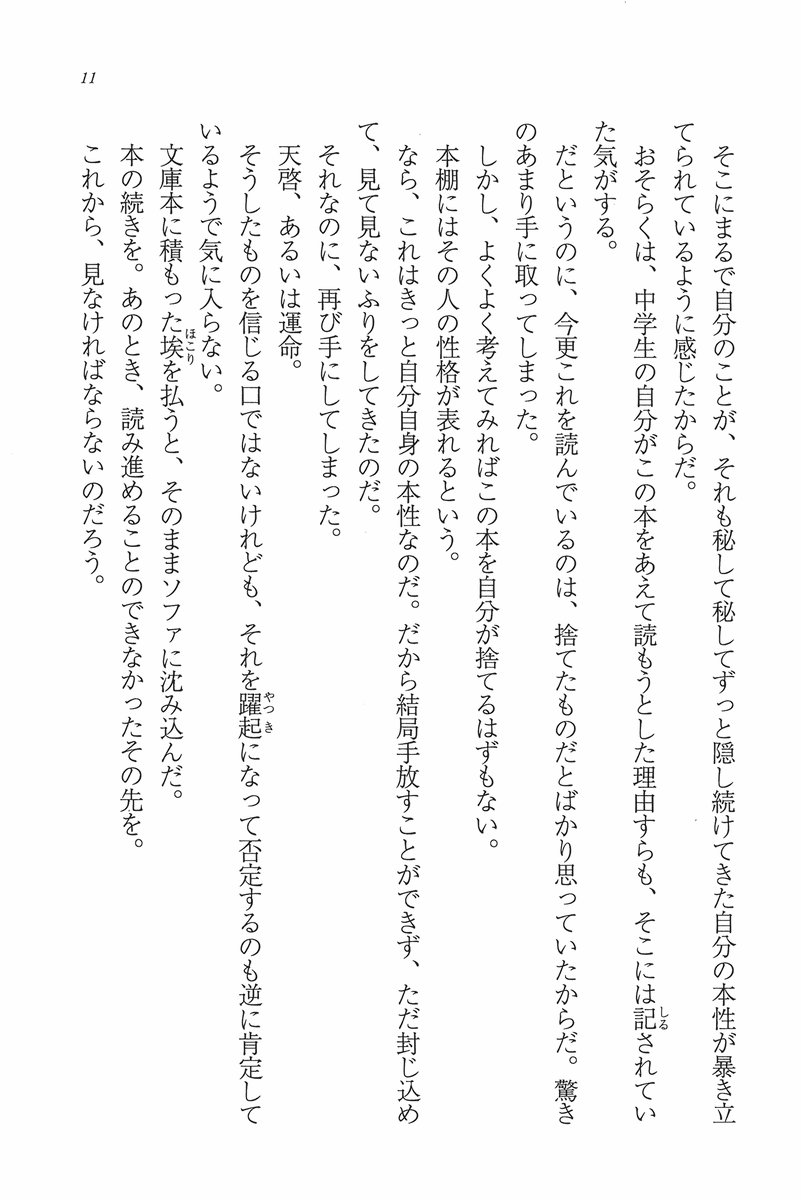 11
そこにまるで自分のことが、それも秘して秘してずっと隠し続けてきた自分の本性が暴き立
てられているように感じたからだ。
おそらくは、中学生の自分がこの本をあえて読もうとした理由すらも、そこには記されてい
た気がする。
だというのに、今更これを読んでいるのは、捨てたものだとばかり思っていたからだ。驚き
のあまり手に取ってしまった。
しかし、よくよく考えてみればこの本を自分が捨てるはずもない。
本棚にはその人の性格が表れるという。
なら、これはきっと自分自身の本性なのだ。だから結局手放すことができず、ただ封じ込め
て、見て見ないふりをしてきたのだ。
それなのに、再び手にしてしまった。
天啓、あるいは運命。
そうしたものを信じる口ではないけれども、それを躍起になって否定するのも逆に肯定して
いるようで気に入らない。
文庫本に積もった埃を払うと、そのままソファに沈み込んだ。
本の続きを。あのとき、読み進めることのできなかったその先を。
これから、見なければならないのだろう。